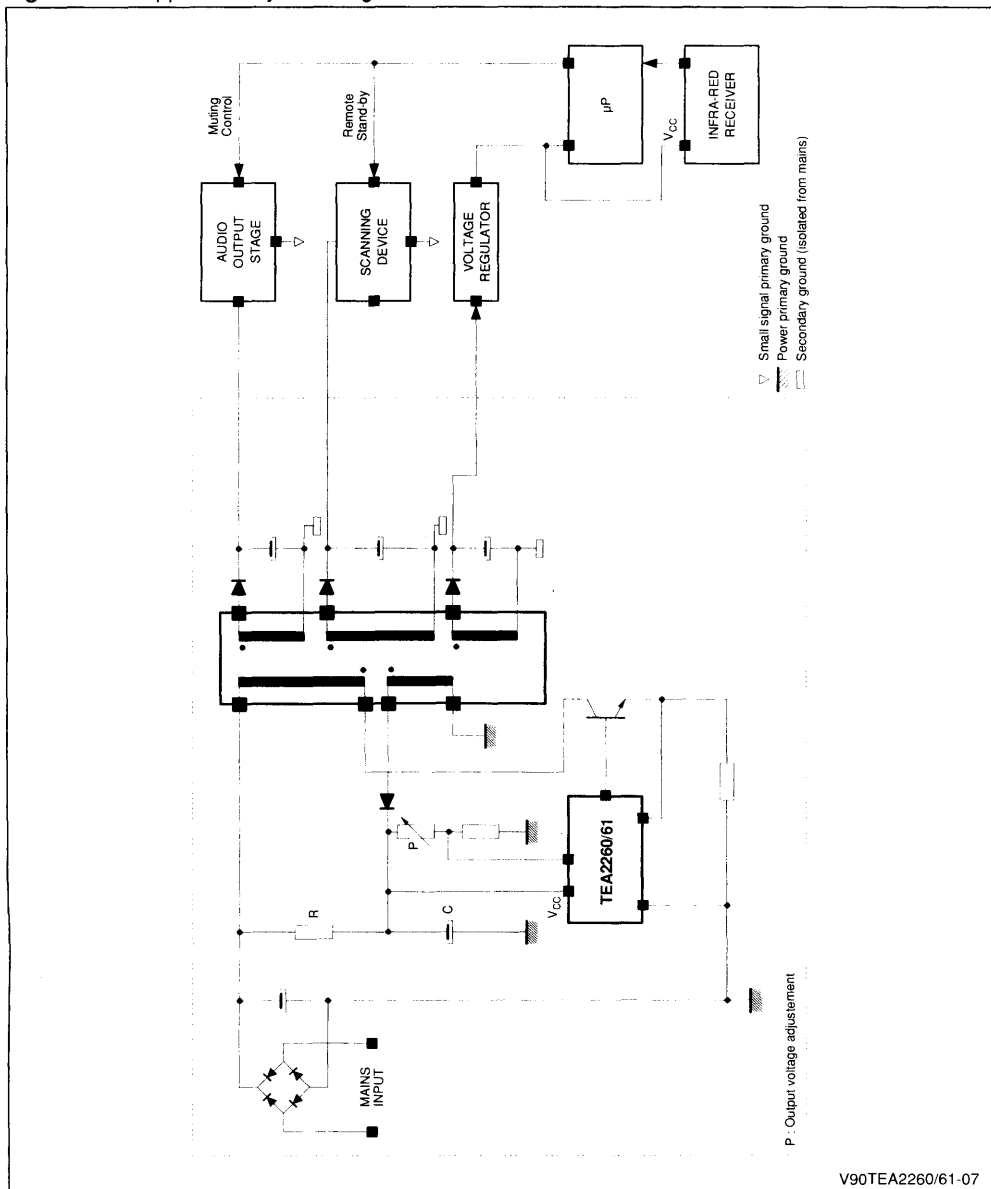 Muting
Control
Remote
Stand-by
µP
VCC
INFRA-RED
RECEIVER
AUDIO
OUTPUT
STAGE
SCANNING
DEVICE
VOLTAGE
REGULATOR
Small signal primary ground
Power primary ground
Secondary ground (isolated from mains)
P
R
C
VCC
TEA2260/61
MAINS
INPUT
P : Output voltage adjustement
V90TEA2260/61-07